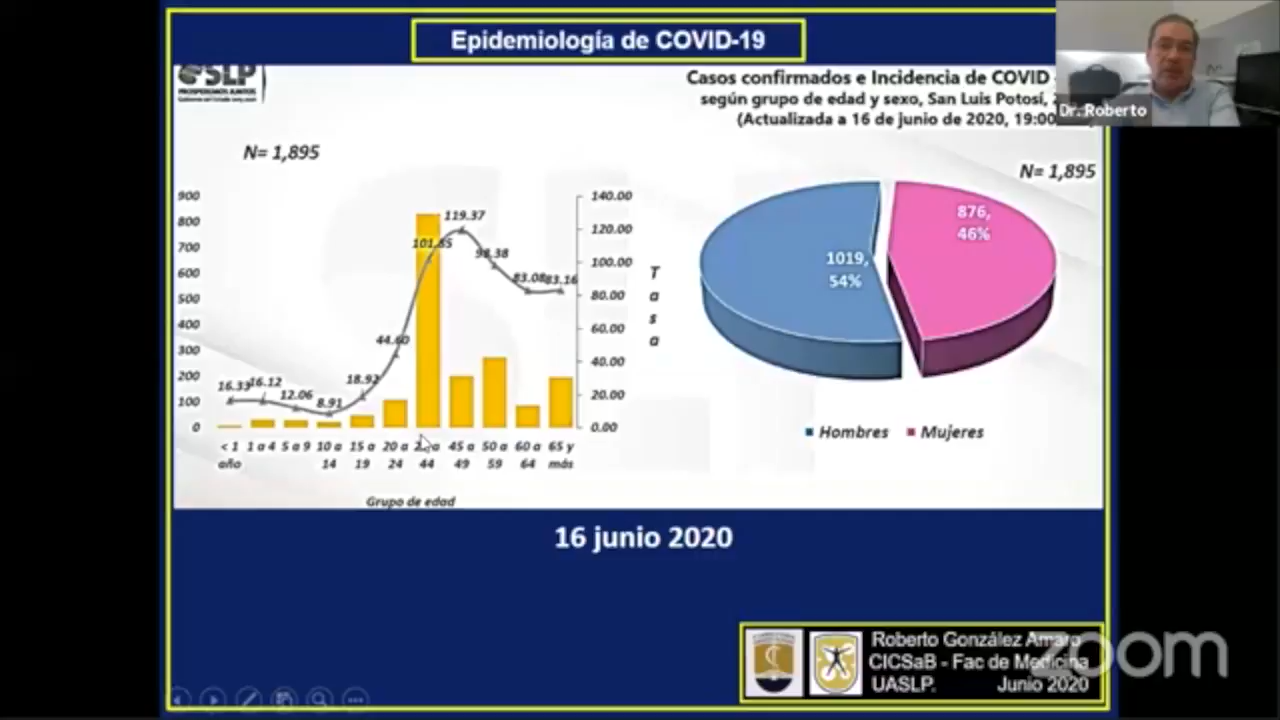 Epidemiología de COVID-19
SLP
PROSPEREMOS JUNTOS
Casos confirmados e Incidencia de COVID
según grupo de edad y sexo, San Luis Potosí,
(Actualizada a 16 de junio de 2020, 19:00
Dr. Roberto
N= 1,895
N= 1,895
900
800
700
600
500
400
300
200
100
0
140.00
120.00
100.00
80.00
60.00
40.00
20.00
0.00
Tasa
16.33
16.12
12.06
8.91
18.92
44.60
101.85
119.37
83.08
83.16
< 1 año
1 a 4
5 a 9
10 a 14
15 a 19
20 a 24
44
45 a 49
50 a 59
60 a 64
65 y más
Grupo de edad
1019,
54%
876,
46%
Hombres
Mujeres
16 junio 2020
Roberto González Amaro
CICSaB - Fac de Medicina
UASLP. Junio 2020
zoom